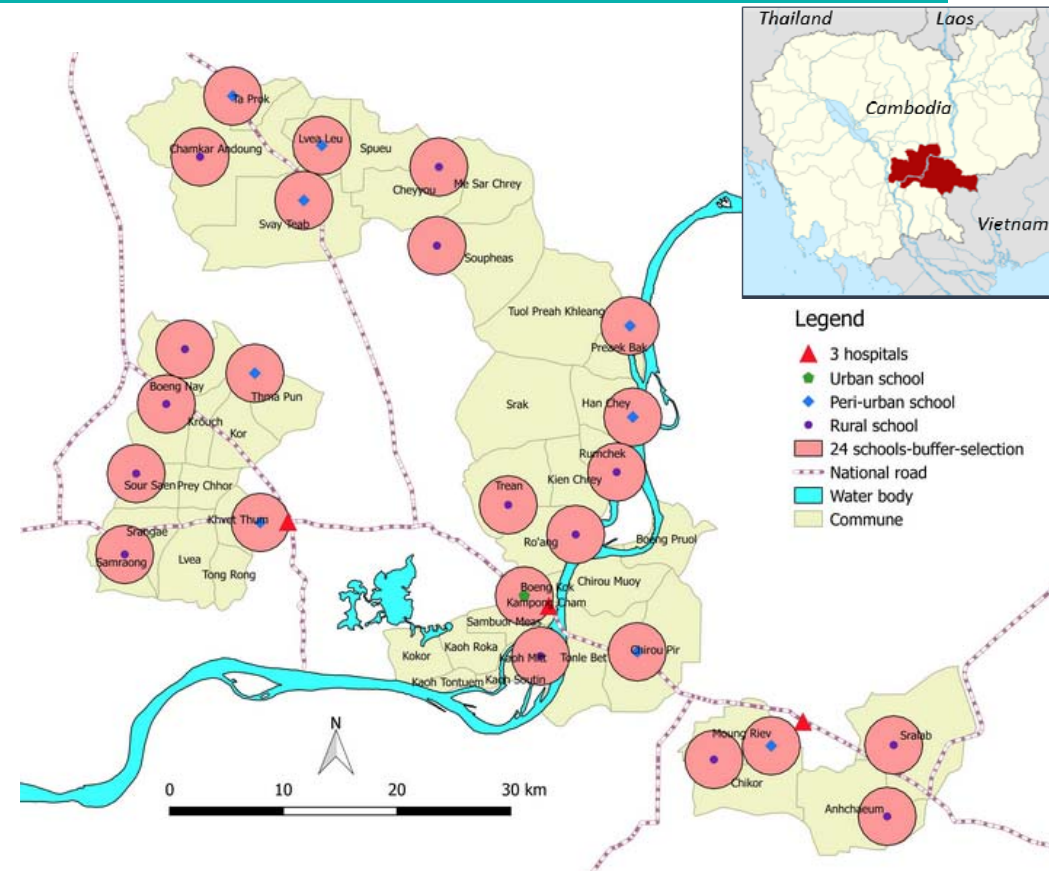 Thailand
Laos
Cambodia
Vietnam
Ta Prok
Lvea Leu
Chamkar Andoung
Spueu
Cheyyou
Me Sar Chrey
Svay Teab
Soupheas
Tuol Preah Khleang
Preaek Bak
Boeng Nay
Thma Pun
Krouch
Kor
Srak
Han Chey
Rumchek
Sour Saen
Prey Chhor
Trean
Kien Chrey
Khvet Thum
Srangae
Samraong
Ro'ang
Boeng Pruol
Lvea
Tong Rong
Boeng Kok
Chirou Muoy
Kampong Cham
Sambuor Meas
Kaoh Roka
Kokor
Kaoh Mitt
Tonle Bet
Chirou Pir
Kaoh Tontuem
Kaoh Soutin
Moung Riev
Sralab
Chikor
Anhchaeum
Legend
3 hospitals
Urban school
Peri-urban school
Rural school
24 schools-buffer-selection
National road
Water body
Commune
N
0 10 20 30 km